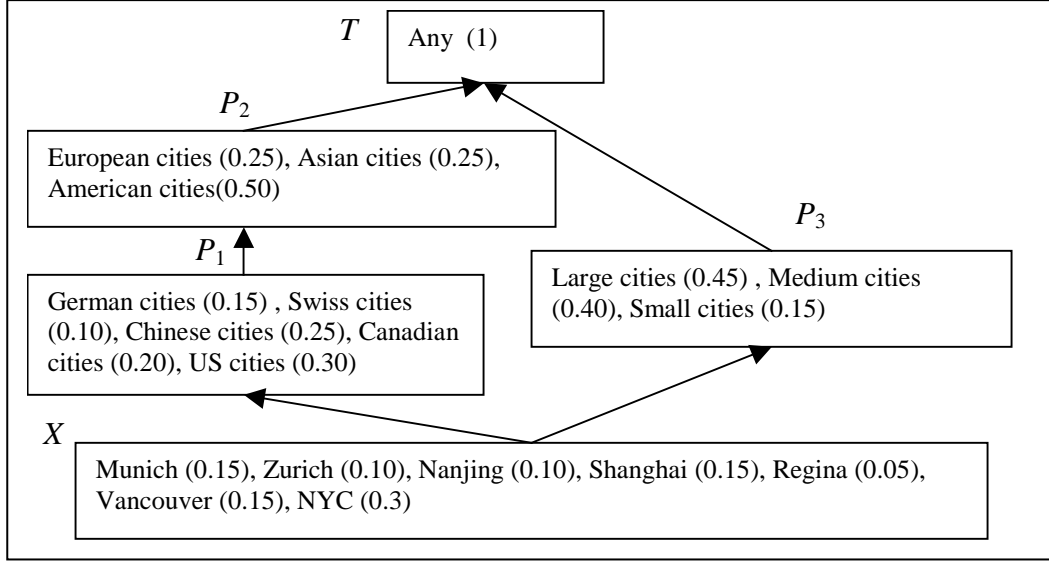 T
Any (1)
P2
European cities (0.25), Asian cities (0.25),
American cities(0.50)
P3
P1
German cities (0.15) , Swiss cities
(0.10), Chinese cities (0.25), Canadian
cities (0.20), US cities (0.30)
Large cities (0.45) , Medium cities
(0.40), Small cities (0.15)
X
Munich (0.15), Zurich (0.10), Nanjing (0.10), Shanghai (0.15), Regina (0.05),
Vancouver (0.15), NYC (0.3)